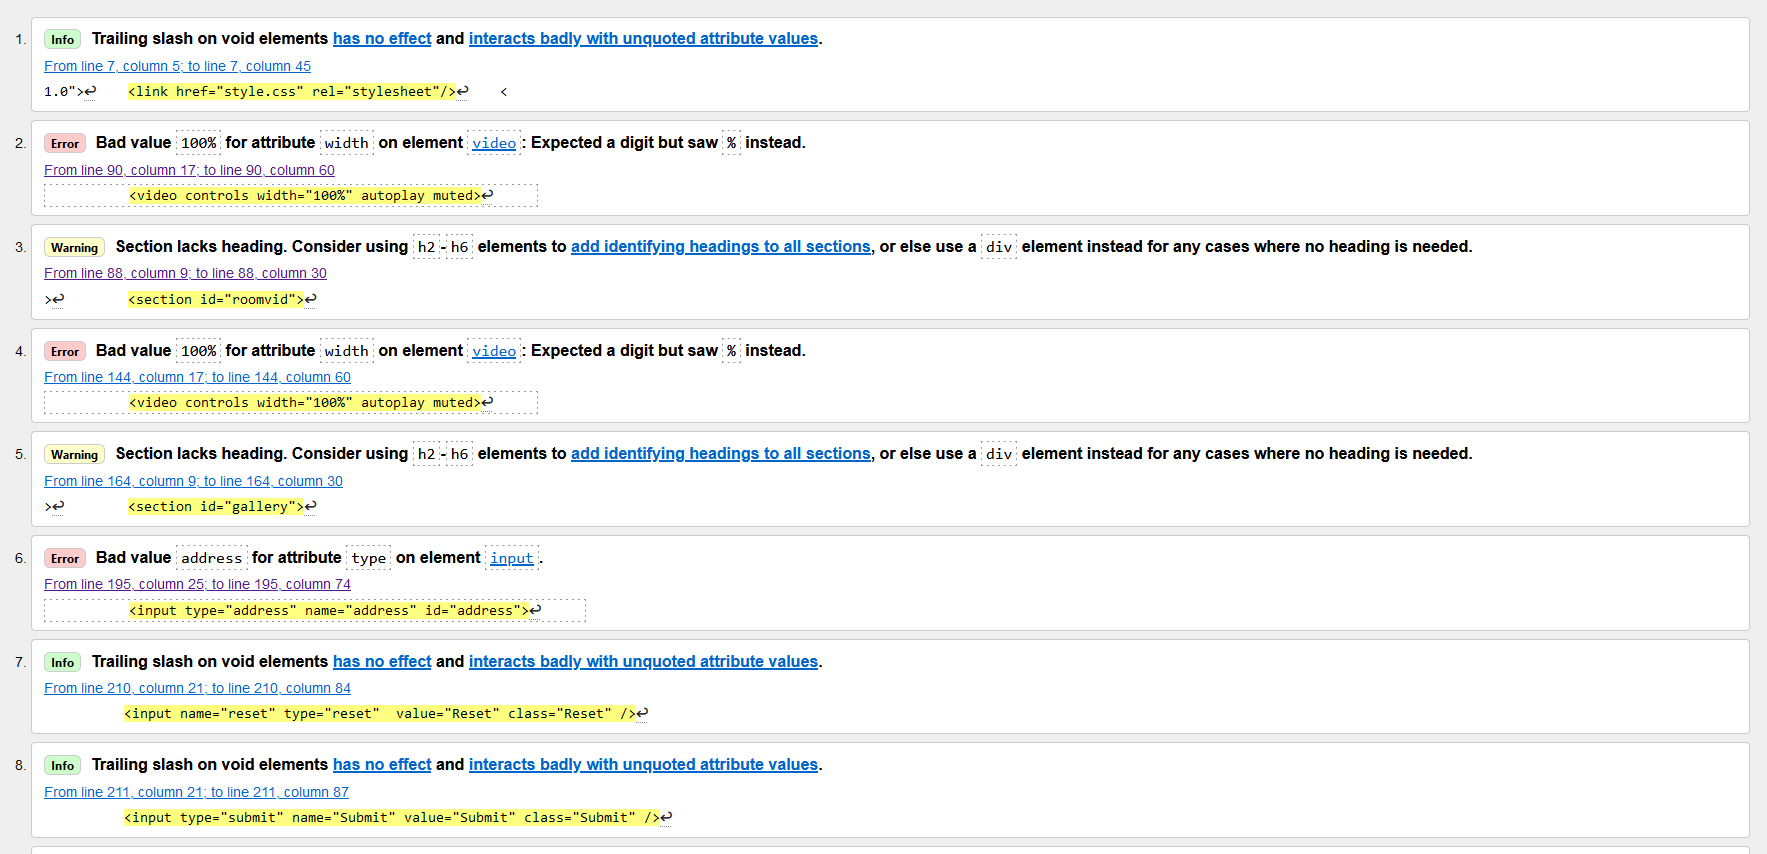 1. Info Trailing slash on void elements has no effect and interacts badly with unquoted attribute values.
From line 7, column 5; to line 7, column 45
1.0">↩    <link href="style.css" rel="stylesheet"/>↩    <
2. Error Bad value 100% for attribute width on element video: Expected a digit but saw % instead.
From line 90, column 17; to line 90, column 60
<video controls width="100%" autoplay muted>↩
3. Warning Section lacks heading. Consider using h2-h6 elements to add identifying headings to all sections, or else use a div element instead for any cases where no heading is needed.
From line 88, column 9; to line 88, column 30
>↩        <section id="roomvid">↩
4. Error Bad value 100% for attribute width on element video: Expected a digit but saw % instead.
From line 144, column 17; to line 144, column 60
<video controls width="100%" autoplay muted>↩
5. Warning Section lacks heading. Consider using h2-h6 elements to add identifying headings to all sections, or else use a div element instead for any cases where no heading is needed.
From line 164, column 9; to line 164, column 30
>↩        <section id="gallery">↩
6. Error Bad value address for attribute type on element input.
From line 195, column 25; to line 195, column 74
<input type="address" name="address" id="address">↩
7. Info Trailing slash on void elements has no effect and interacts badly with unquoted attribute values.
From line 210, column 21; to line 210, column 84
<input name="reset" type="reset"  value="Reset" class="Reset" />↩
8. Info Trailing slash on void elements has no effect and interacts badly with unquoted attribute values.
From line 211, column 21; to line 211, column 87
<input type="submit" name="Submit" value="Submit" class="Submit" />↩